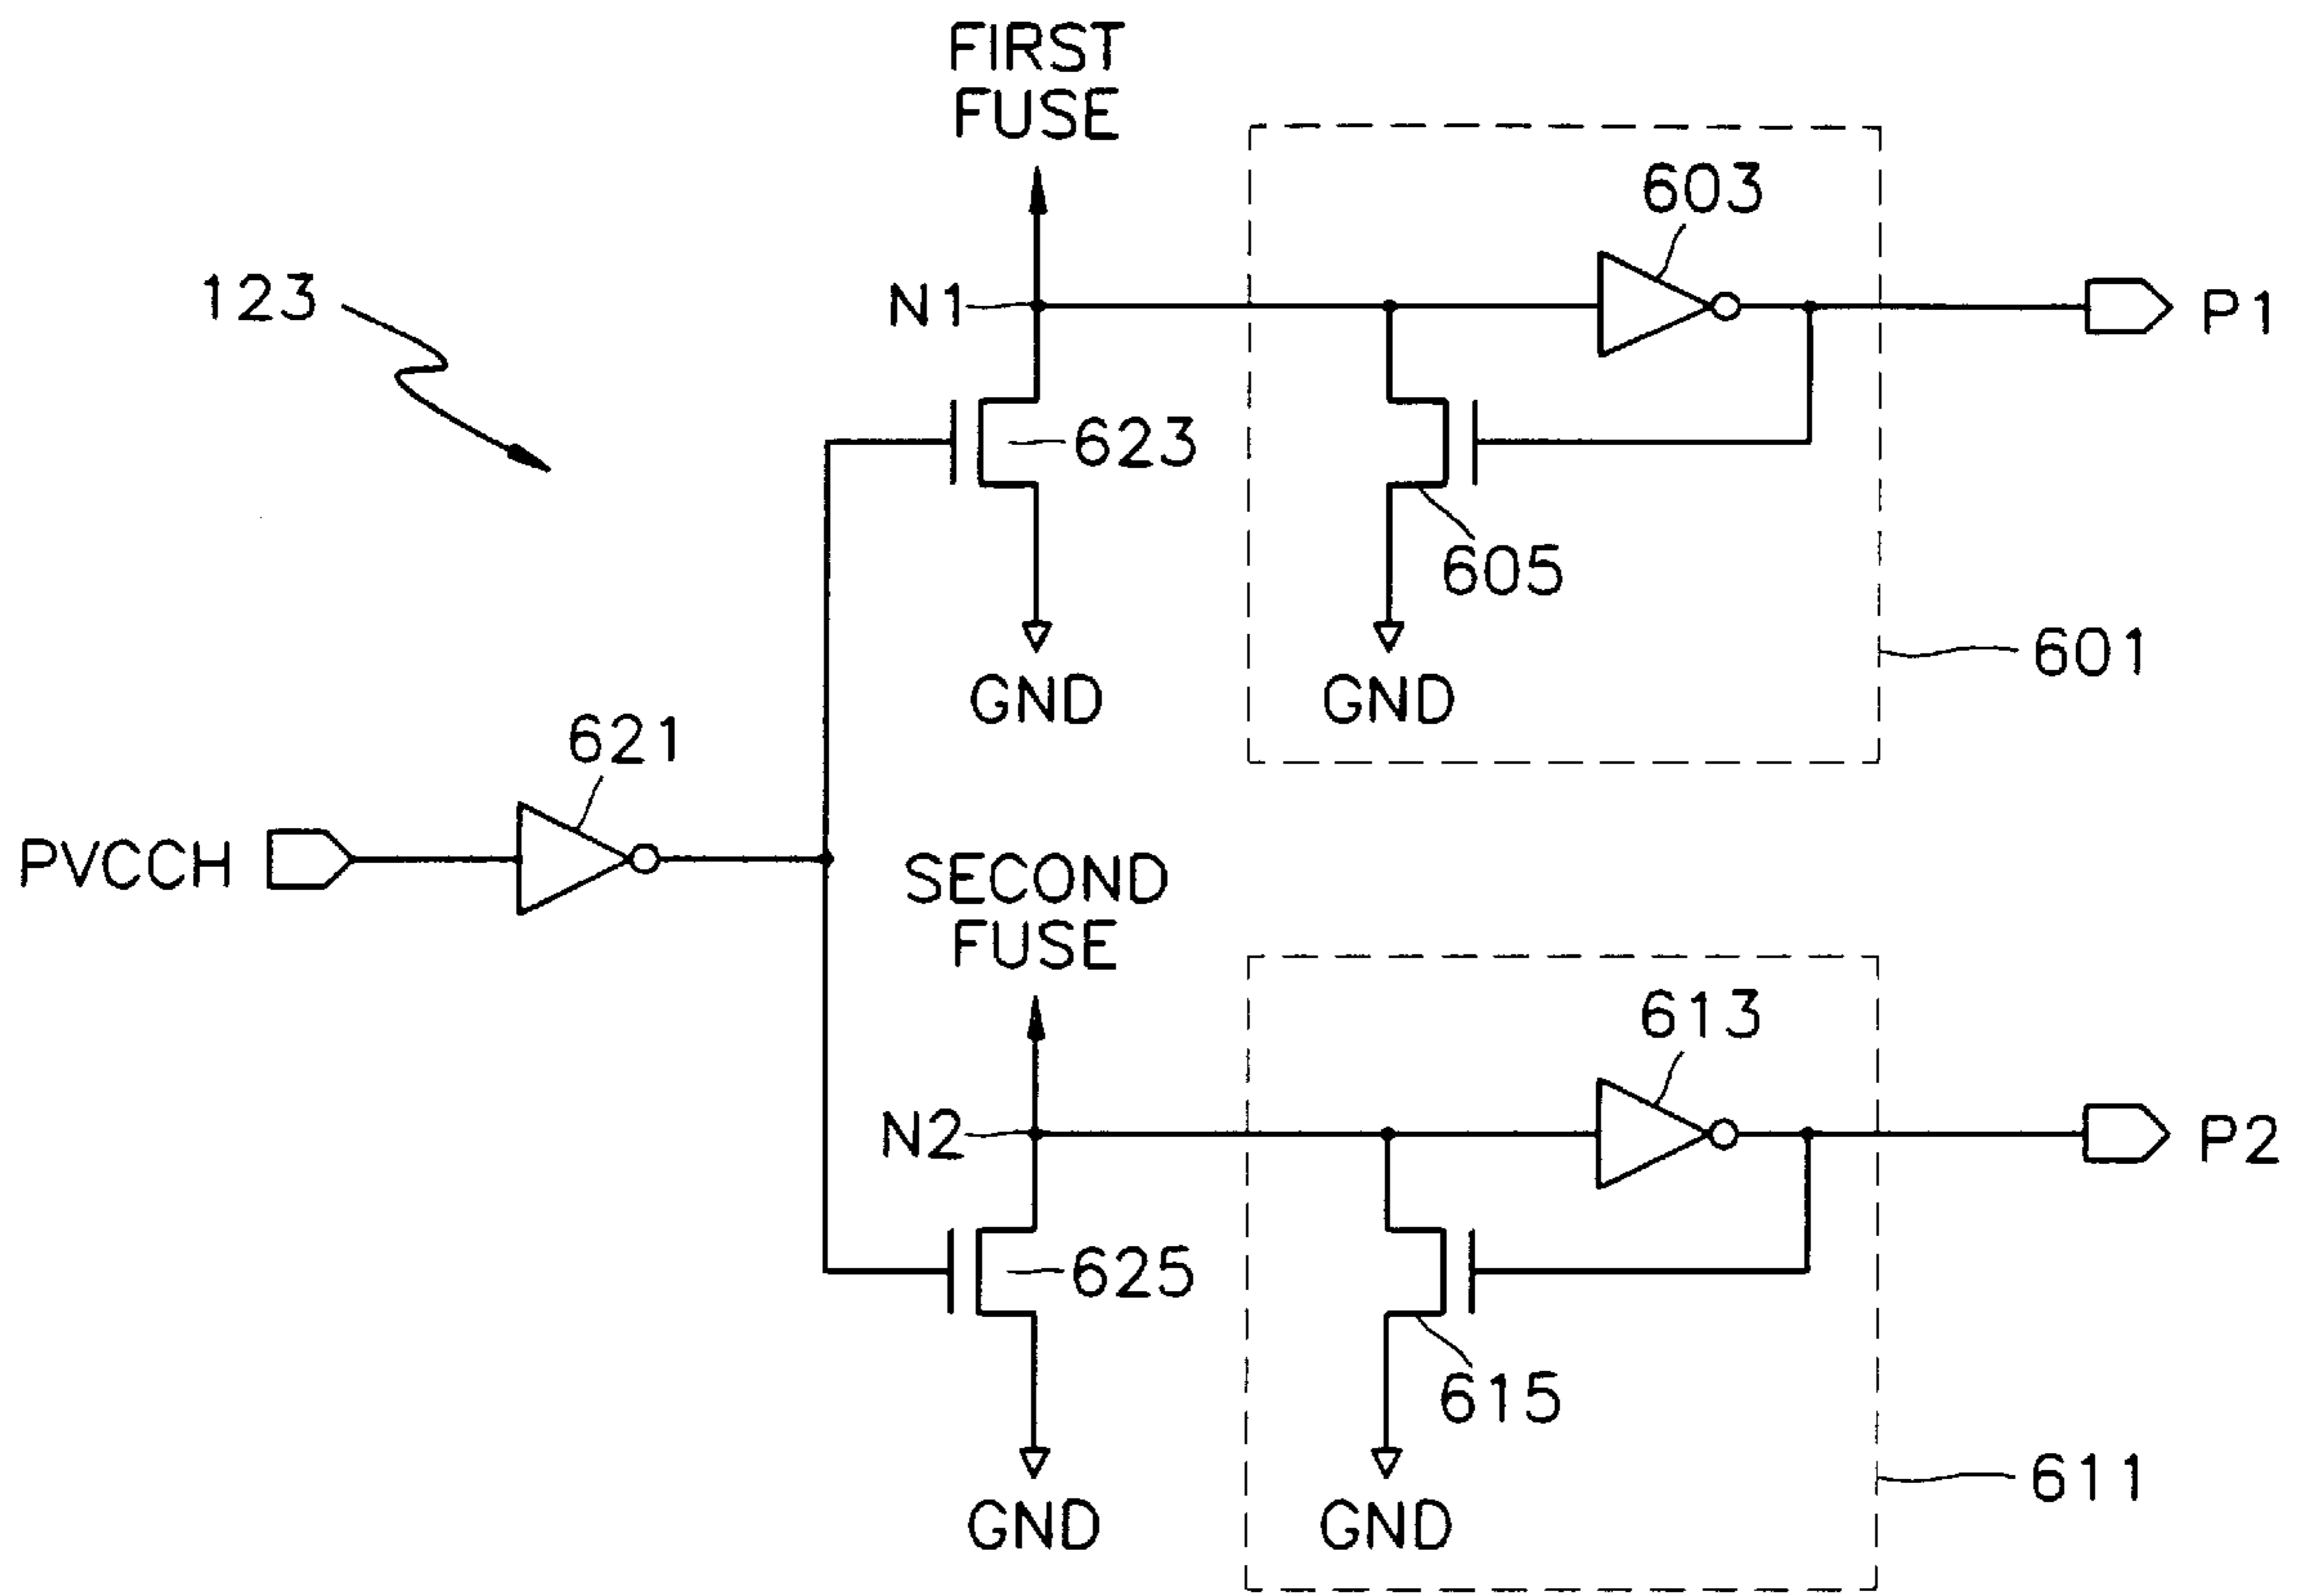 FIRST
FUSE
603
123
N1
P1
623
605
601
GND
GND
621
PVCCH
SECOND
FUSE
613
N2
P2
625
615
611
GND
GND